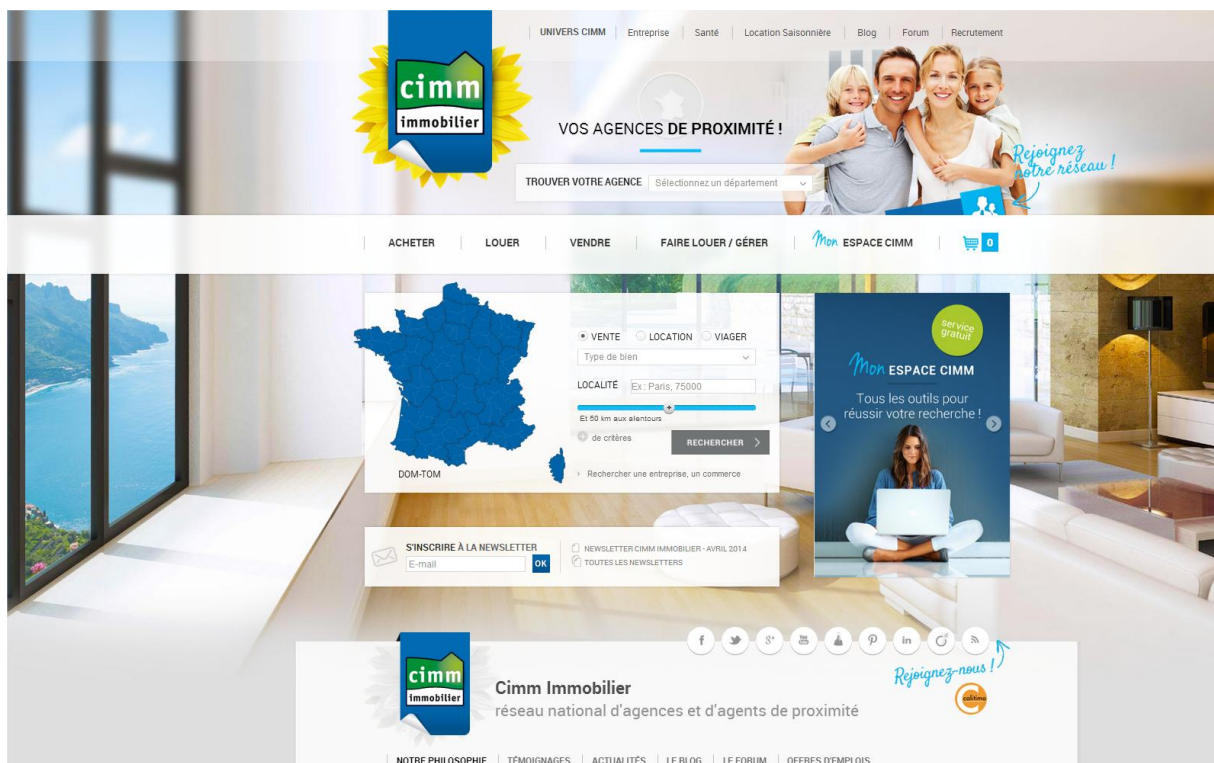 UNIVERS CIMM Entreprise Santé Location Saisonnière Blog Forum Recrutement
cimm
immobilier
VOS AGENCES DE PROXIMITÉ !
Rejoignez
notre réseau !
TROUVER VOTRE AGENCE Sélectionnez un département
ACHETER LOUER VENDRE FAIRE LOUER / GÉRER Mon ESPACE CIMM 0
VENTE LOCATION VIAGER
Type de bien
LOCALITÉ Ex : Paris, 75000
Et 50 km aux alentours
de critères RECHERCHER
DOM-TOM
Rechercher une entreprise, un commerce
service
gratuit
Mon ESPACE CIMM
Tous les outils pour
réussir votre recherche !
S'INSCRIRE À LA NEWSLETTER
E-mail OK
NEWSLETTER CIMM IMMOBILIER - AVRIL 2014
TOUTES LES NEWSLETTERS
Rejoignez-nous !
calitima
cimm
immobilier
Cimm Immobilier
réseau national d'agences et d'agents de proximité
NOTRE PHILOSOPHIE TÉMOIGNAGES ACTUALITÉS LE BLOG LE FORUM OFFRES D'EMPLOIS